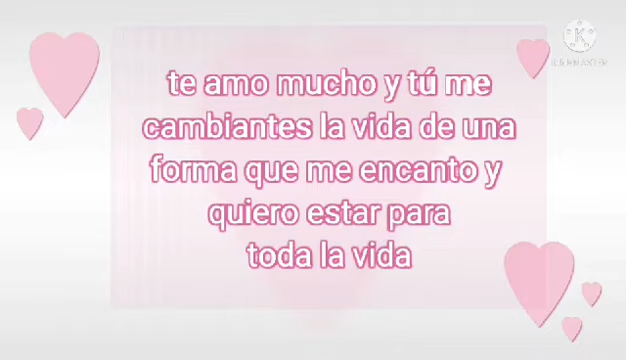 te amo mucho y tú me
cambiantes la vida de una
forma que me encanto y
quiero estar para
toda la vida
K
KINEMASTER